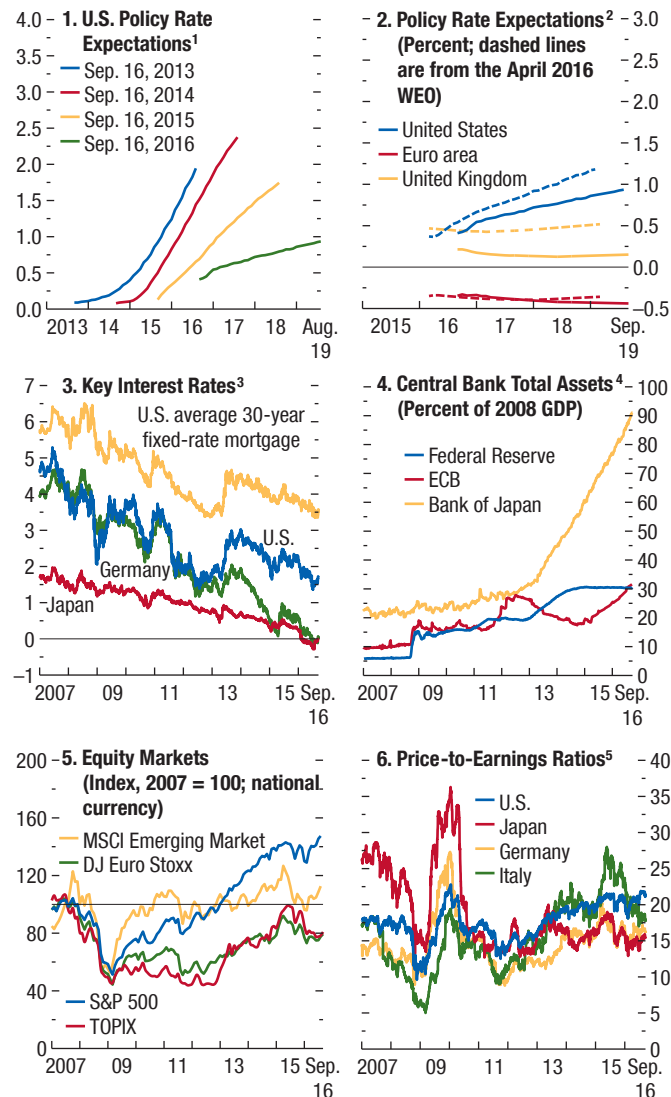 1. U.S. Policy Rate
Expectations1
Sep. 16, 2013
Sep. 16, 2014
Sep. 16, 2015
Sep. 16, 2016
4.0
3.5
3.0
2.5
2.0
1.5
1.0
0.5
0.0
2013 14 15 16 17 18 Aug.
19
2. Policy Rate Expectations2
(Percent; dashed lines
are from the April 2016
WEO)
United States
Euro area
United Kingdom
3.0
2.5
2.0
1.5
1.0
0.5
0.0
–0.5
2015 16 17 18 Sep.
19
3. Key Interest Rates3
U.S. average 30-year
fixed-rate mortgage
U.S.
Germany
Japan
7
6
5
4
3
2
1
0
–1
2007 09 11 13 15 Sep.
16
4. Central Bank Total Assets4
(Percent of 2008 GDP)
Federal Reserve
ECB
Bank of Japan
100
90
80
70
60
50
40
30
20
10
0
2007 09 11 13 15 Sep.
16
5. Equity Markets
(Index, 2007 = 100; national
currency)
MSCI Emerging Market
DJ Euro Stoxx
S&P 500
TOPIX
200
160
120
80
40
0
2007 09 11 13 15 Sep.
16
6. Price-to-Earnings Ratios5
U.S.
Japan
Germany
Italy
40
35
30
25
20
15
10
5
0
2007 09 11 13 15 Sep.
16